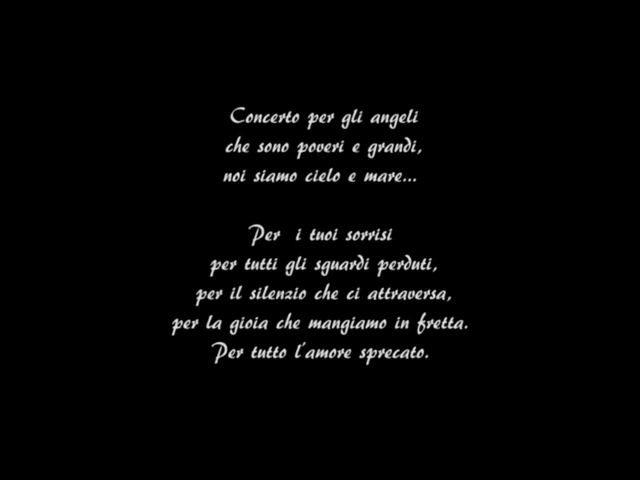 Concerto per gli angeli
che sono poveri e grandi,
noi siamo cielo e mare...
Per i tuoi sorrisi
per tutti gli sguardi perduti,
per il silenzio che ci attraversa,
per la gioia che mangiamo in fretta.
Per tutto l'amore sprecato.